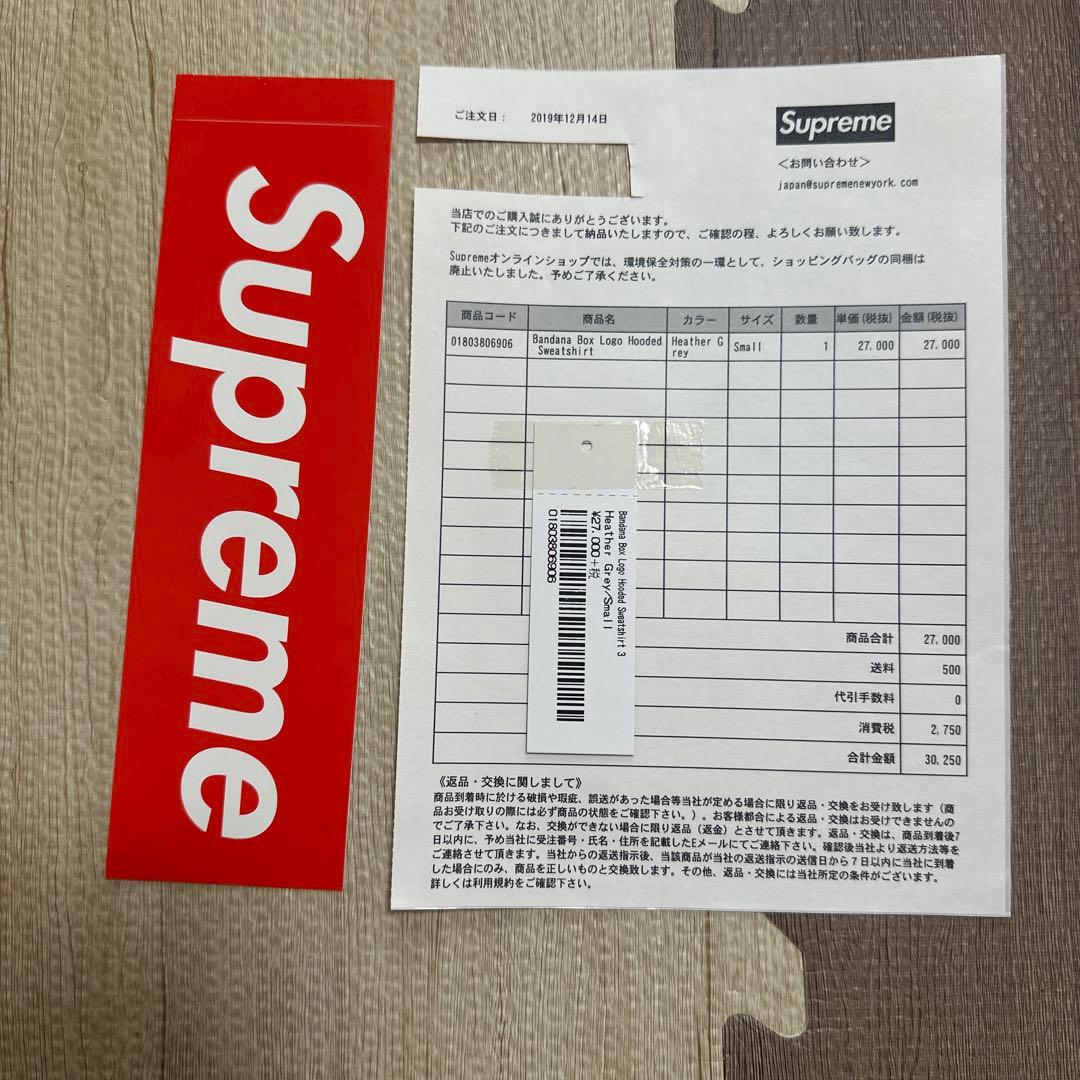 Supreme
ご注文日： 2019年12月14日
Supreme
＜お問い合わせ＞
japan@supremenewyork.com
当店でのご購入誠にありがとうございます。
下記のご注文につきまして納品いたしますので、ご確認の程、よろしくお願い致します。
Supremeオンラインショップでは、環境保全対策の一環として、ショッピングバッグの同梱は
廃止いたしました。予めご了承ください。
商品コード 商品名 カラー サイズ 数量 単価(税抜) 金額(税抜)
01803806906 Bandana Box Logo Hooded Heather G Small 1 27,000 27,000
Sweatshirt rey
Bandana Box Logo Hooded Sweatshirt 3
Heather Grey/Small
¥27,000+税
01803806906
商品合計 27,000
送料 500
代引手数料 0
消費税 2,750
合計金額 30,250
《返品・交換に関しまして》
商品到着時に於ける破損や瑕疵、誤送があった場合等当社が定める場合に限り返品・交換をお受け致します（商
品お受け取りの際には必ず商品の状態をご確認下さい。）。お客様都合による返品・交換はお受けできませんの
でご了承下さい。なお、交換ができない場合に限り返品（返金）とさせて頂きます。返品・交換は、商品到着後7
日以内に、予め当社に受注番号・氏名・住所を記載したEメールにてご連絡下さい。確認後当社より返送方法等を
ご連絡させて頂きます。当社からの返送指示後、当該商品が当社の返送指示の送信日から７日以内に当社に到着
した場合にのみ、商品を正しいものと交換致します。その他、返品・交換には当社所定の条件がございます。
詳しくは利用規約をご確認下さい。